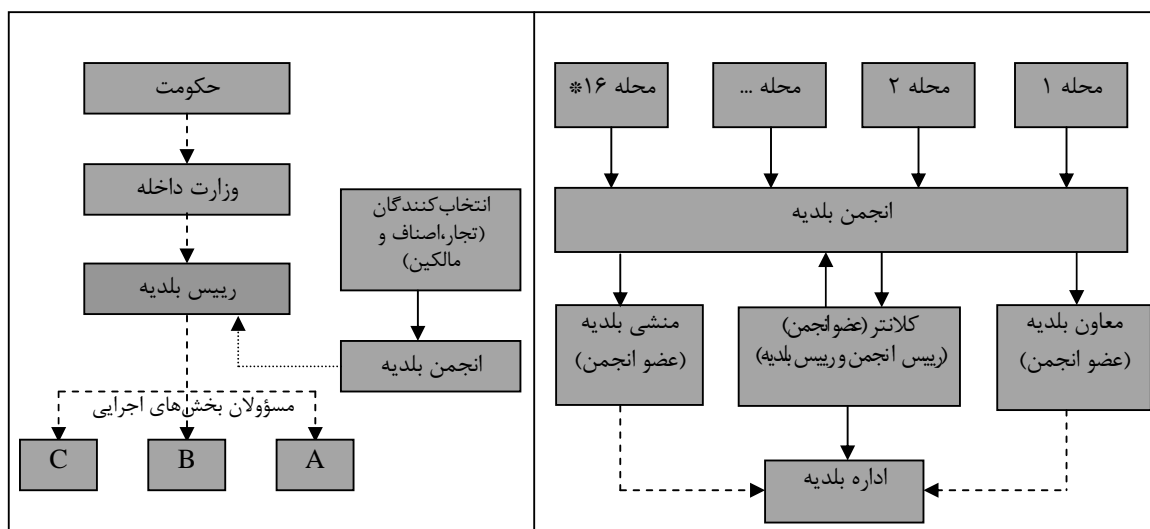 محله ۱
محله ۲
محله ...
محله ۱۶*
انجمن بلدیه
معاون بلدیه
(عضو انجمن)
کلانتر (عضو انجمن)
(رییس انجمن و رییس بلدیه)
منشی بلدیه
(عضو انجمن)
اداره بلدیه
حکومت
وزارت داخله
رییس بلدیه
انتخاب‌کنندگان
(تجار،اصناف و
مالکین)
انجمن بلدیه
مسؤولان بخش‌های اجرایی
A
B
C